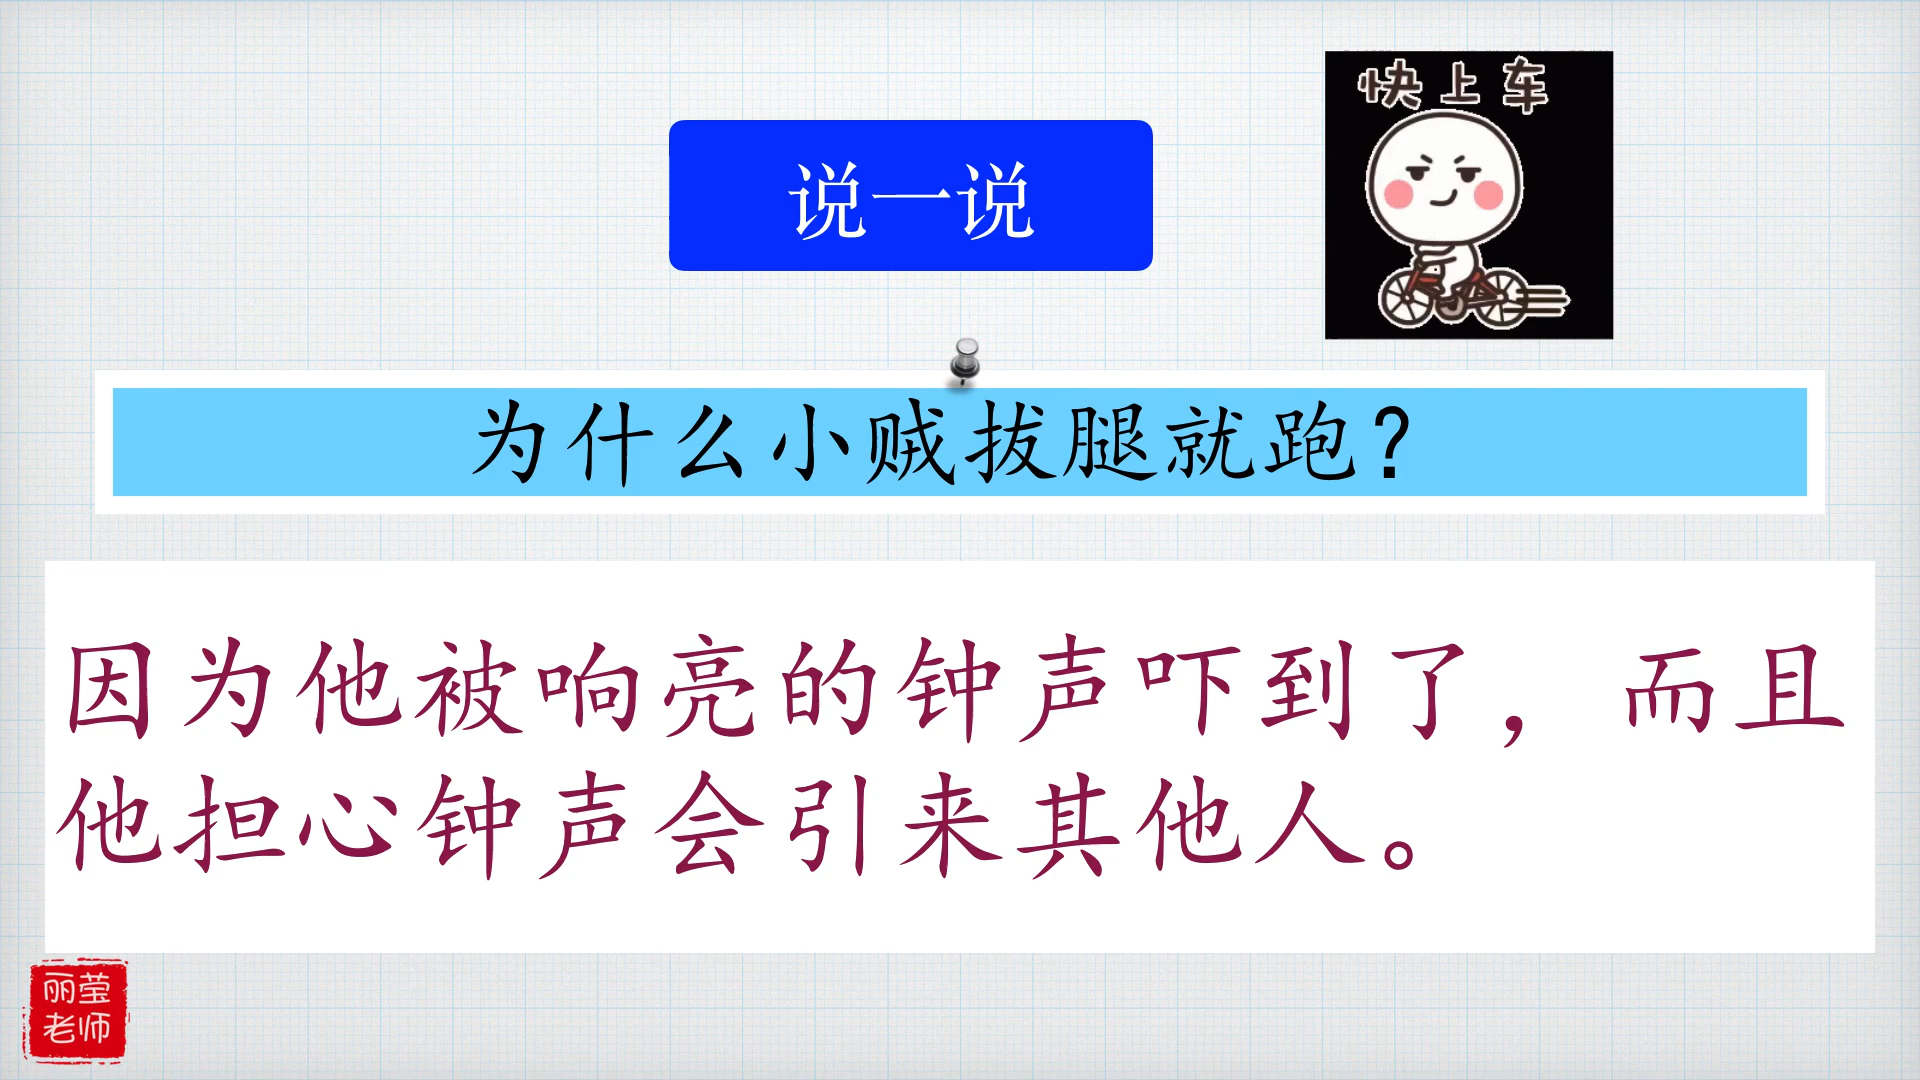 快上车
说一说
为什么小贼拔腿就跑？
因为他被响亮的钟声吓到了，而且
他担心钟声会引来其他人。
丽莹
老师